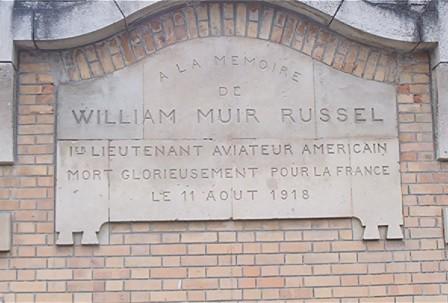 A LA MEMOIRE
DE
WILLIAM MUIR RUSSEL
1ER LIEUTENANT AVIATEUR AMERICAIN
MORT GLORIEUSEMENT POUR LA FRANCE
LE 11 AOUT 1918